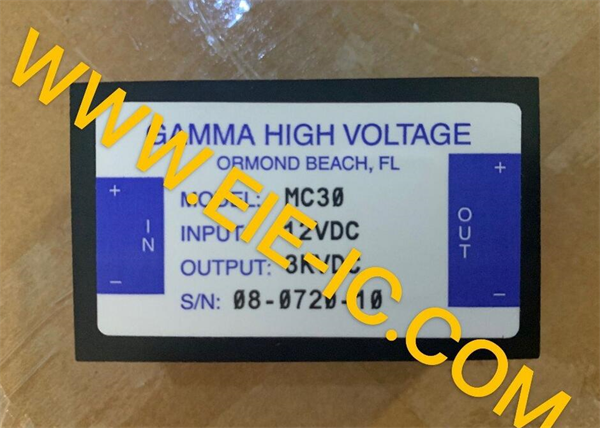 GAMMA HIGH VOLTAGE
ORMOND BEACH, FL
MODEL: MC30
INPUT: 12VDC
OUTPUT: 3KVDC
S/N: 08-0720-10
+
IN
−
+
OUT
−
WWW.EIE-IC.COM